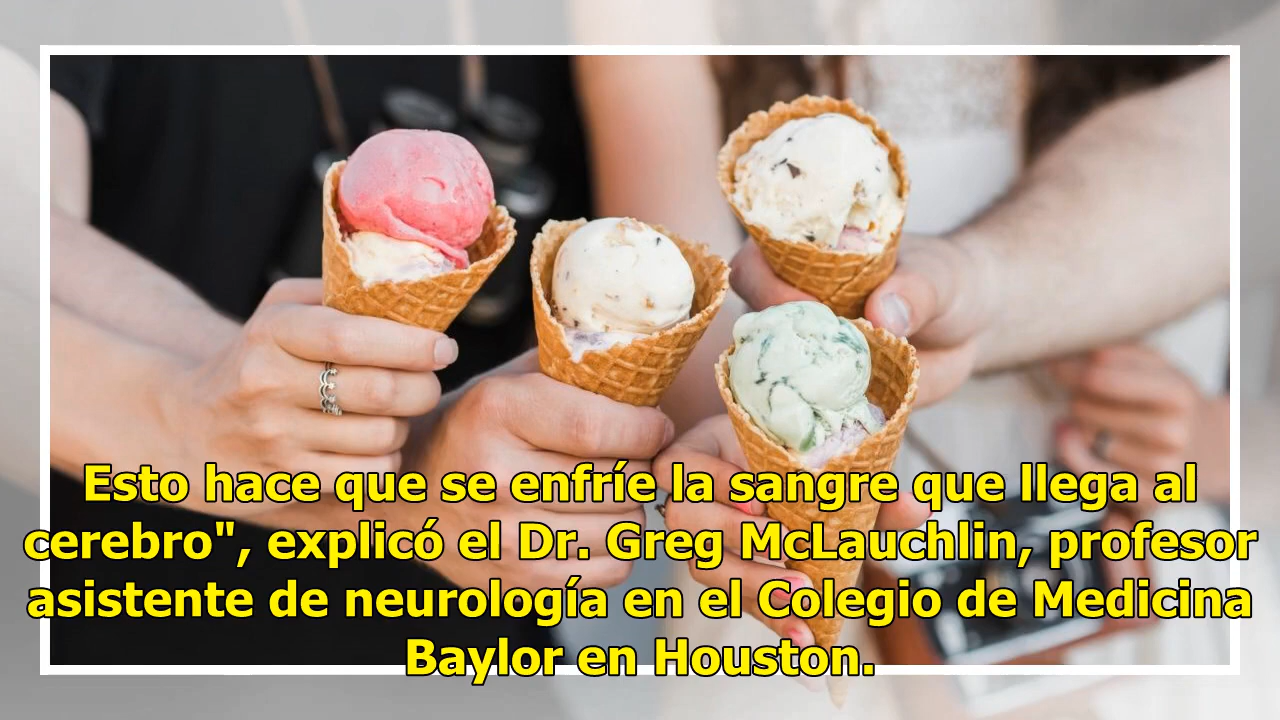 Esto hace que se enfríe la sangre que llega al
cerebro", explicó el Dr. Greg McLauchlin, profesor
asistente de neurología en el Colegio de Medicina
Baylor en Houston.